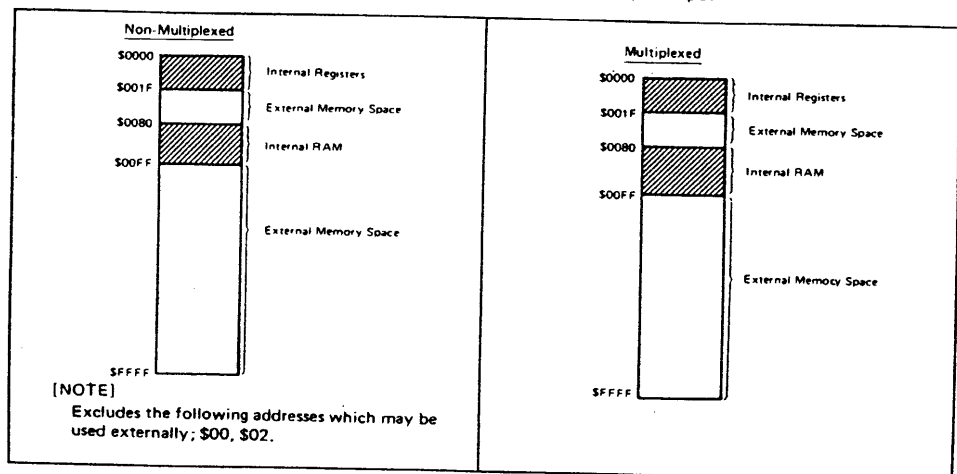 Non-Multiplexed
$0000
Internal Registers
$001F
External Memory Space
$0080
Internal RAM
$00FF
External Memory Space
$FFFF
[NOTE]
Excludes the following addresses which may be
used externally; $00, $02.
Multiplexed
$0000
Internal Registers
$001F
External Memory Space
$0080
Internal RAM
$00FF
External Memory Space
$FFFF